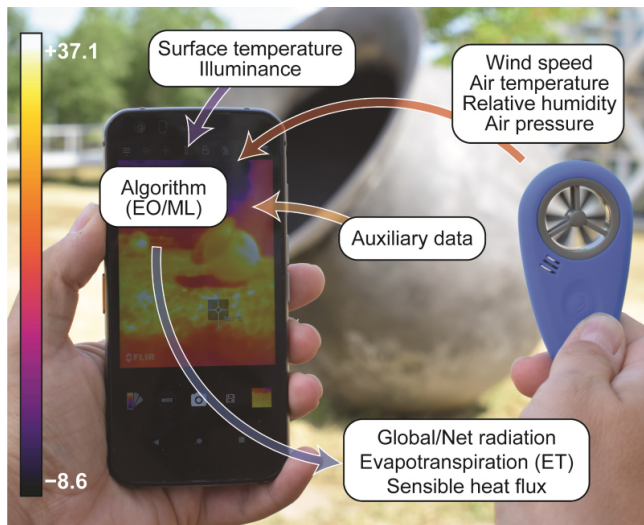 +37.1
Surface temperature
Illuminance
Wind speed
Air temperature
Relative humidity
Air pressure
Algorithm
(EO/ML)
Auxiliary data
FLIR
Global/Net radiation
Evapotranspiration (ET)
Sensible heat flux
−8.6